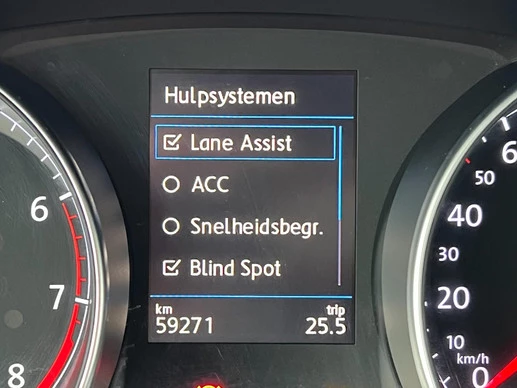 Hulpsystemen
Lane Assist
ACC
Snelheidsbegr.
Blind Spot
km trip
59271 25.5
6
7
8
6
50
40
30
20
10
km/h
0